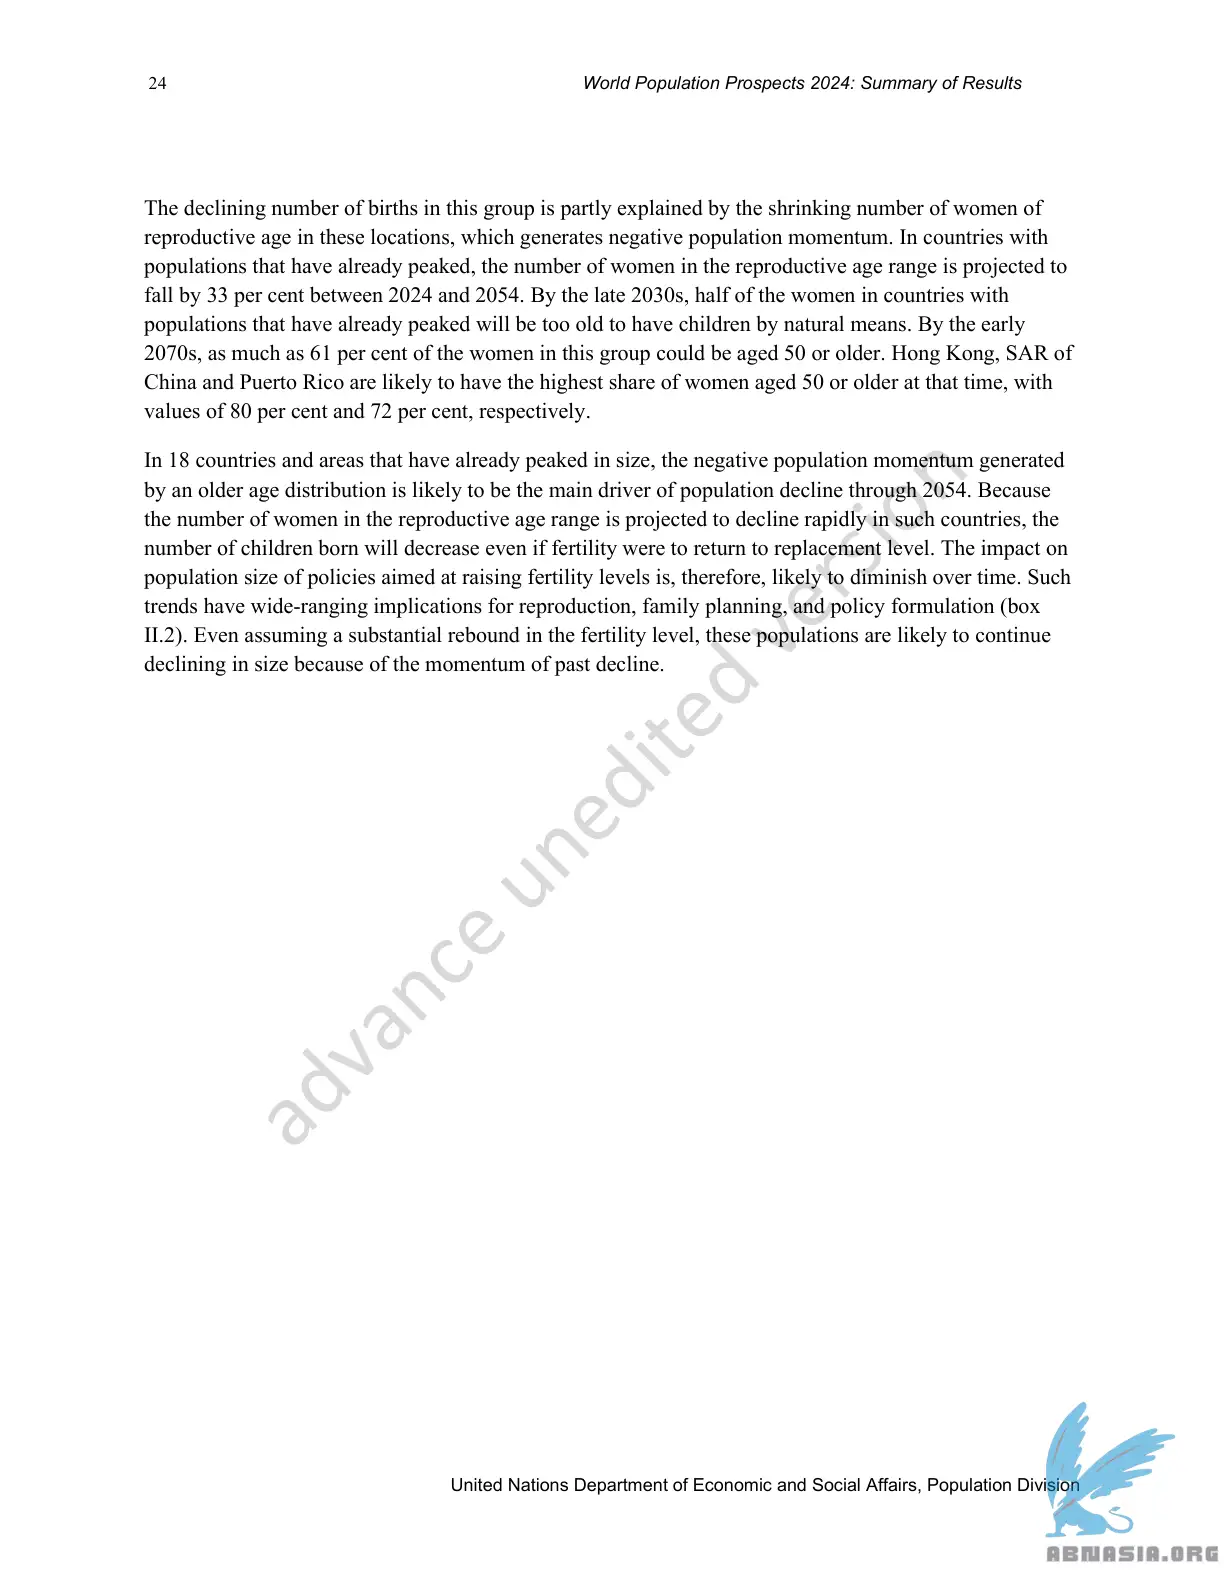 24
World Population Prospects 2024: Summary of Results
The declining number of births in this group is partly explained by the shrinking number of women of
reproductive age in these locations, which generates negative population momentum. In countries with
populations that have already peaked, the number of women in the reproductive age range is projected to
fall by 33 per cent between 2024 and 2054. By the late 2030s, half of the women in countries with
populations that have already peaked will be too old to have children by natural means. By the early
2070s, as much as 61 per cent of the women in this group could be aged 50 or older. Hong Kong, SAR of
China and Puerto Rico are likely to have the highest share of women aged 50 or older at that time, with
values of 80 per cent and 72 per cent, respectively.
In 18 countries and areas that have already peaked in size, the negative population momentum generated
by an older age distribution is likely to be the main driver of population decline through 2054. Because
the number of women in the reproductive age range is projected to decline rapidly in such countries, the
number of children born will decrease even if fertility were to return to replacement level. The impact on
population size of policies aimed at raising fertility levels is, therefore, likely to diminish over time. Such
trends have wide-ranging implications for reproduction, family planning, and policy formulation (box
II.2). Even assuming a substantial rebound in the fertility level, these populations are likely to continue
declining in size because of the momentum of past decline.
advance unedited version
United Nations Department of Economic and Social Affairs, Population Division
ABNASIA.ORG